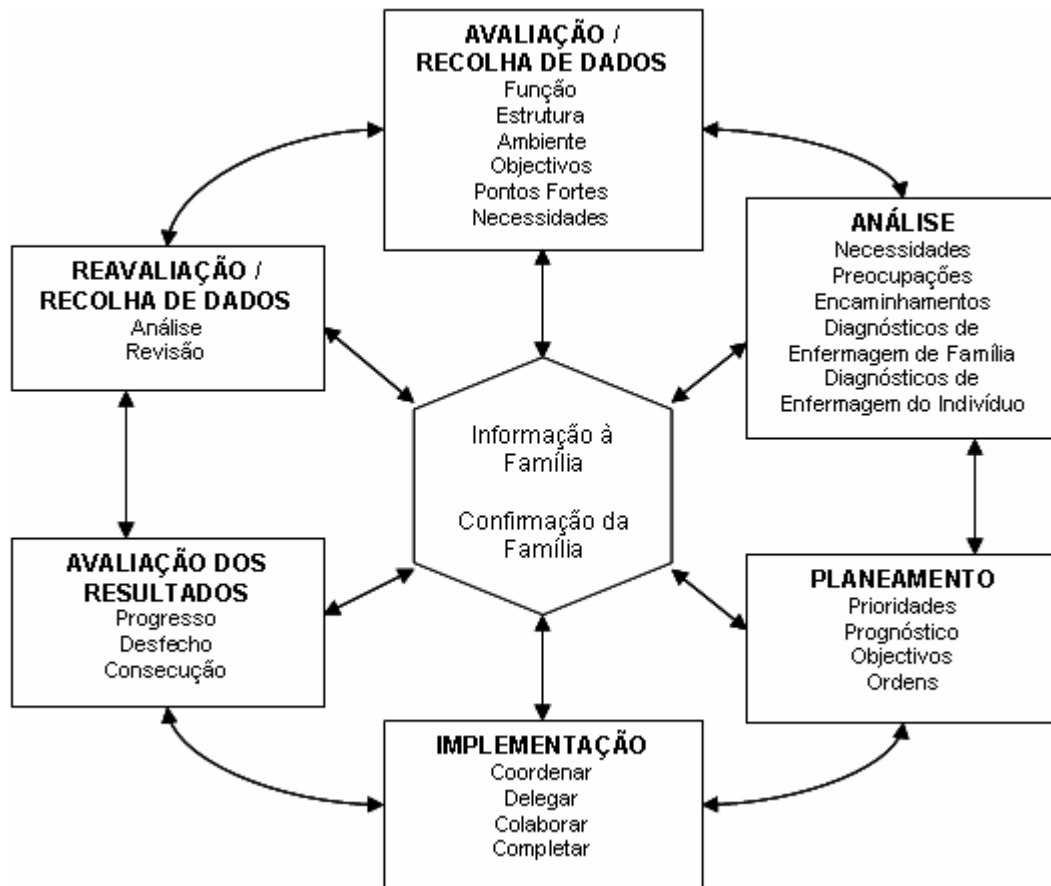 AVALIAÇÃO /
RECOLHA DE DADOS
Função
Estrutura
Ambiente
Objectivos
Pontos Fortes
Necessidades
ANÁLISE
Necessidades
Preocupações
Encaminhamentos
Diagnósticos de
Enfermagem de Família
Diagnósticos de
Enfermagem do Indivíduo
REAVALIAÇÃO /
RECOLHA DE DADOS
Análise
Revisão
Informação à
Família
Confirmação da
Família
AVALIAÇÃO DOS
RESULTADOS
Progresso
Desfecho
Consecução
PLANEAMENTO
Prioridades
Prognóstico
Objectivos
Ordens
IMPLEMENTAÇÃO
Coordenar
Delegar
Colaborar
Completar